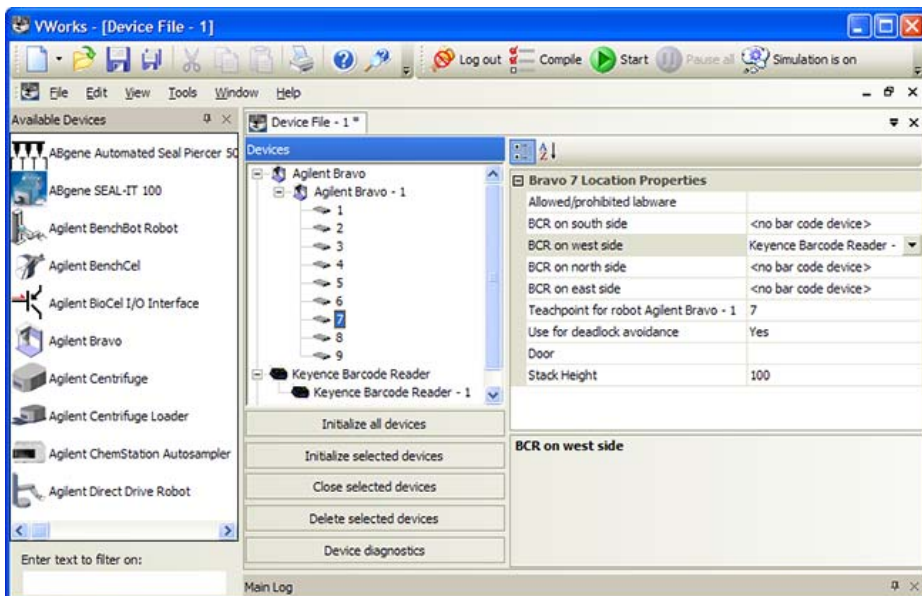 VWorks - [Device File - 1]
Log out Compile Start Pause all Simulation is on
File Edit View Tools Window Help
Available Devices
ABgene Automated Seal Piercer 50
ABgene SEAL-IT 100
Agilent BenchBot Robot
Agilent BenchCel
Agilent BioCel I/O Interface
Agilent Bravo
Agilent Centrifuge
Agilent Centrifuge Loader
Agilent ChemStation Autosampler
Agilent Direct Drive Robot
Enter text to filter on:
Device File - 1 *
Devices
Agilent Bravo
Agilent Bravo - 1
1
2
3
4
5
6
7
8
9
Keyence Barcode Reader
Keyence Barcode Reader - 1
Initialize all devices
Initialize selected devices
Close selected devices
Delete selected devices
Device diagnostics
Bravo 7 Location Properties
Allowed/prohibited labware
BCR on south side <no bar code device>
BCR on west side Keyence Barcode Reader -
BCR on north side <no bar code device>
BCR on east side <no bar code device>
Teachpoint for robot Agilent Bravo - 1 7
Use for deadlock avoidance Yes
Door
Stack Height 100
BCR on west side
Main Log